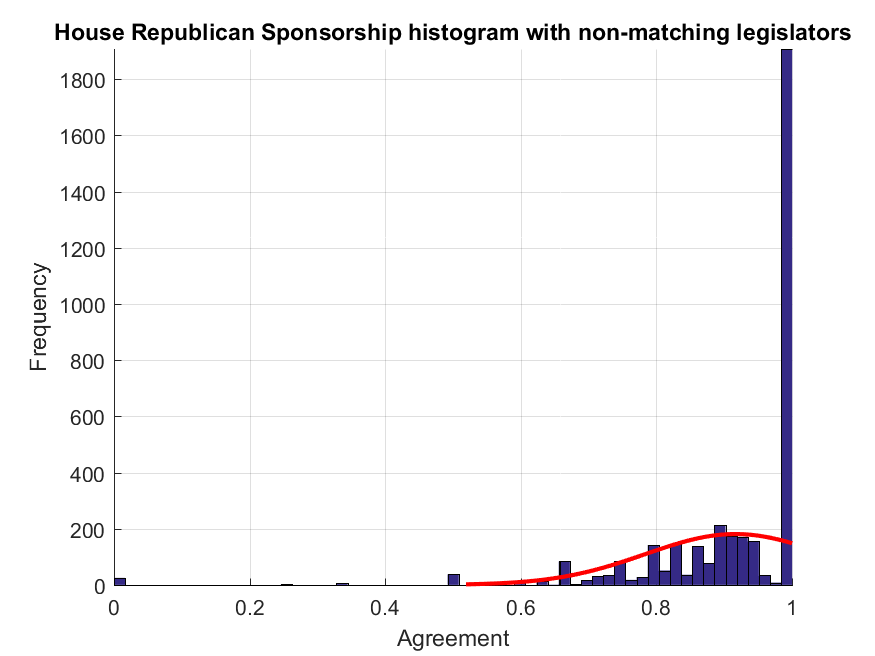 House Republican Sponsorship histogram with non-matching legislators
1800
1600
1400
1200
1000
800
600
400
200
0
Frequency
0 0.2 0.4 0.6 0.8 1
Agreement